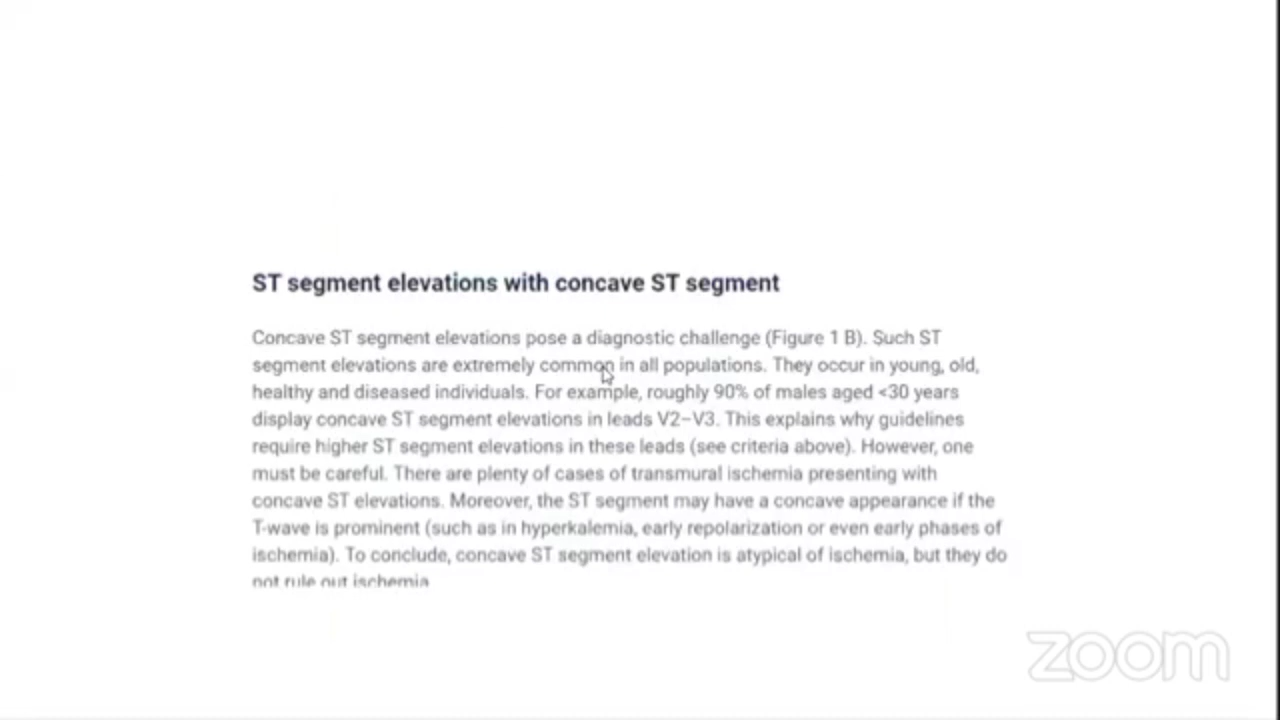 ST segment elevations with concave ST segment
Concave ST segment elevations pose a diagnostic challenge (Figure 1 B). Such ST
segment elevations are extremely common in all populations. They occur in young, old,
healthy and diseased individuals. For example, roughly 90% of males aged <30 years
display concave ST segment elevations in leads V2–V3. This explains why guidelines
require higher ST segment elevations in these leads (see criteria above). However, one
must be careful. There are plenty of cases of transmural ischemia presenting with
concave ST elevations. Moreover, the ST segment may have a concave appearance if the
T-wave is prominent (such as in hyperkalemia, early repolarization or even early phases of
ischemia). To conclude, concave ST segment elevation is atypical of ischemia, but they do
not rule out ischemia
zoom